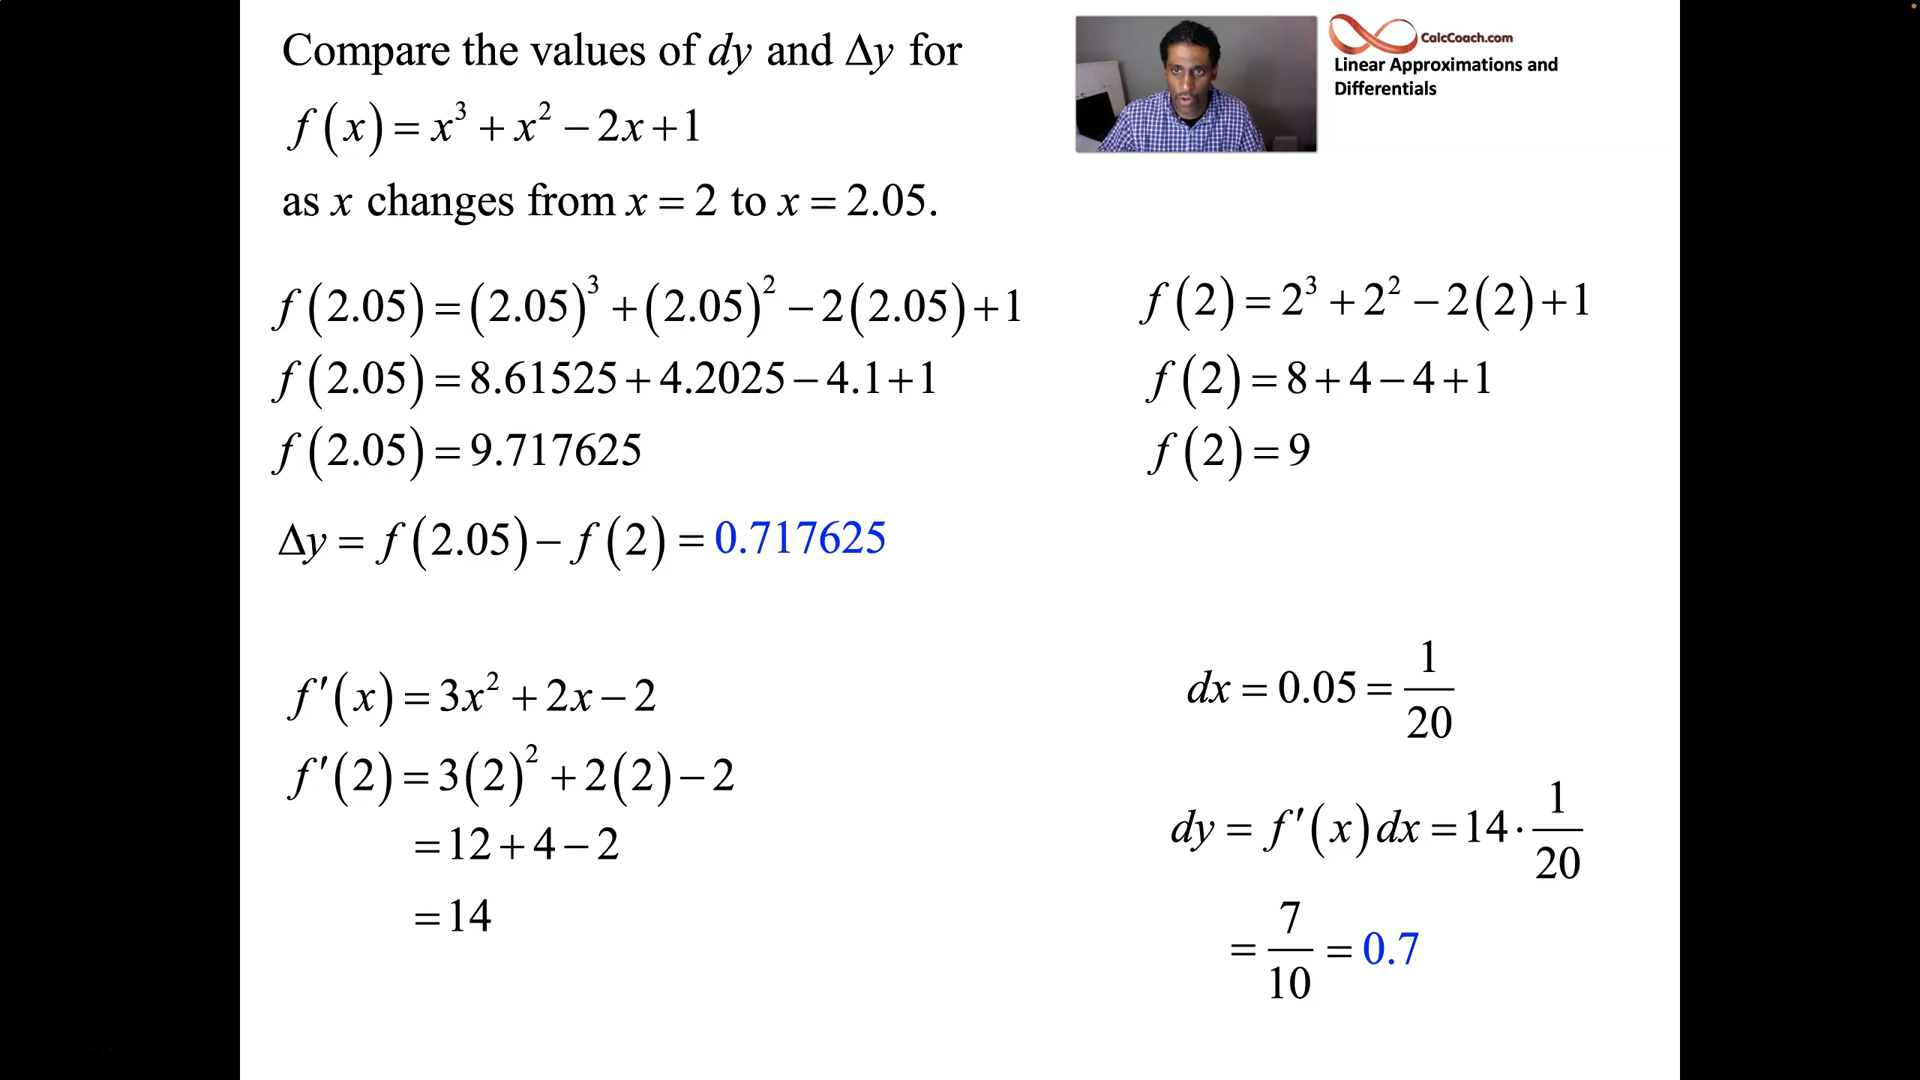 Compare the values of dy and Δy for
f(x) = x³ + x² − 2x + 1
as x changes from x = 2 to x = 2.05.
CalcCoach.com
Linear Approximations and
Differentials
f(2.05) = (2.05)³ + (2.05)² − 2(2.05) + 1
f(2.05) = 8.61525 + 4.2025 − 4.1 + 1
f(2.05) = 9.717625
f(2) = 2³ + 2² − 2(2) + 1
f(2) = 8 + 4 − 4 + 1
f(2) = 9
Δy = f(2.05) − f(2) = 0.717625
f′(x) = 3x² + 2x − 2
f′(2) = 3(2)² + 2(2) − 2
= 12 + 4 − 2
= 14
dx = 0.05 = 1/20
dy = f′(x)dx = 14 · 1/20
= 7/10 = 0.7